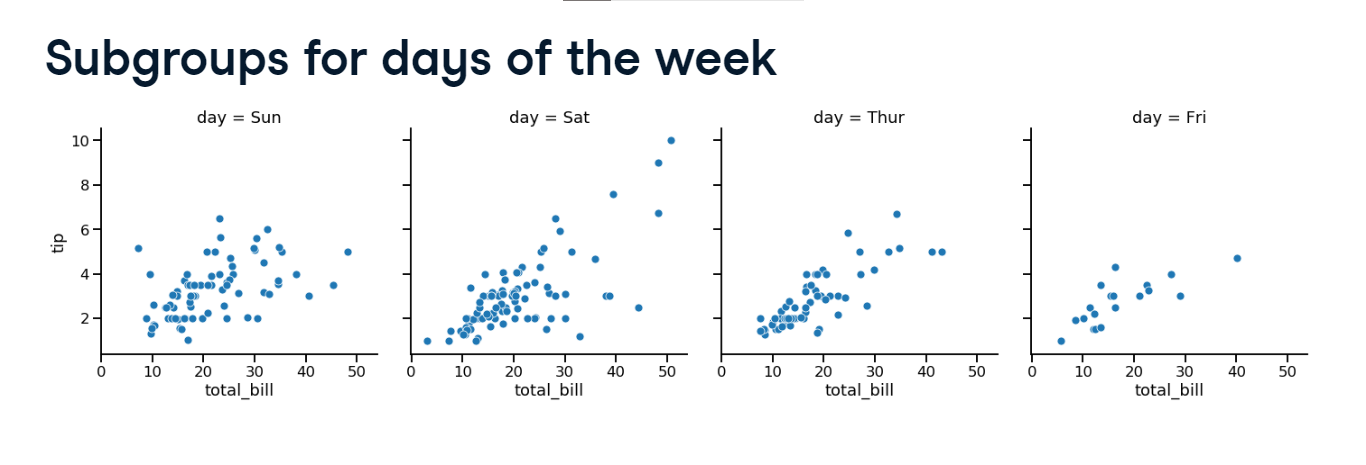 Subgroups for days of the week
day = Sun day = Sat day = Thur day = Fri
10
8
6
4
2
tip
0 10 20 30 40 50 0 10 20 30 40 50 0 10 20 30 40 50 0 10 20 30 40 50
total_bill total_bill total_bill total_bill